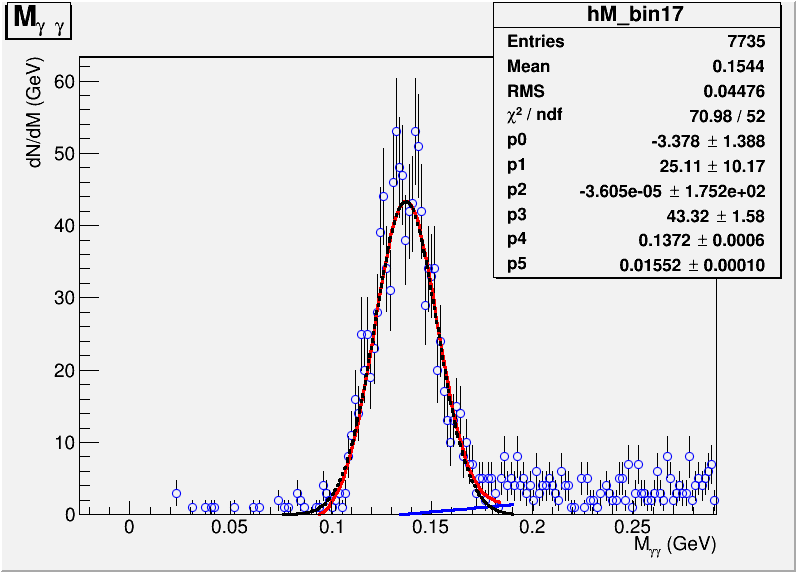 Mγ γ
hM_bin17
Entries 7735
Mean 0.1544
RMS 0.04476
χ² / ndf 70.98 / 52
p0 -3.378 ± 1.388
p1 25.11 ± 10.17
p2 -3.605e-05 ± 1.752e+02
p3 43.32 ± 1.58
p4 0.1372 ± 0.0006
p5 0.01552 ± 0.00010
dN/dM (GeV)
60
50
40
30
20
10
0
0 0.05 0.1 0.15 0.2 0.25
Mγγ (GeV)